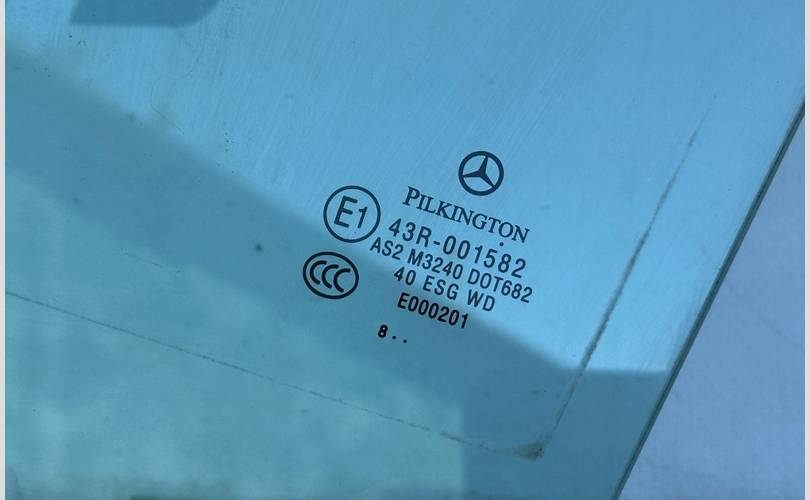 PILKINGTON
E1
43R-001582
AS2 M3240 DOT682
CCC
40 ESG WD
E000201
8..